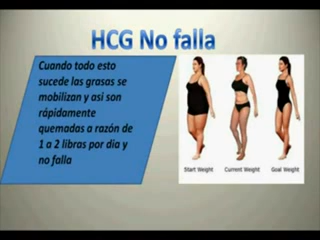 HCG No falla
Cuando todo esto
sucede las grasas se
mobilizan y asi son
rápidamente
quemadas a razón de
1 a 2 libras por día y
no falla
Start Weight Current Weight Goal Weight